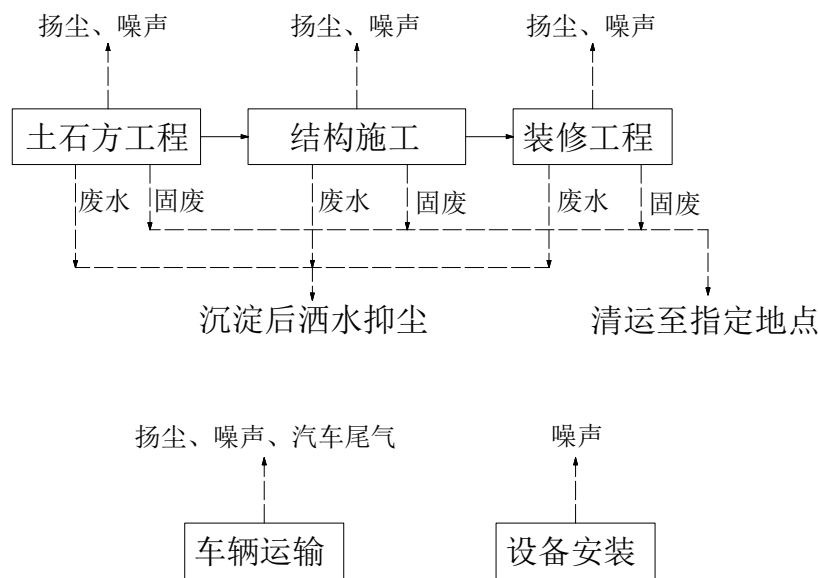 扬尘、噪声 扬尘、噪声 扬尘、噪声
土石方工程 结构施工 装修工程
废水 固废 废水 固废 废水 固废
沉淀后洒水抑尘 清运至指定地点
扬尘、噪声、汽车尾气 噪声
车辆运输 设备安装